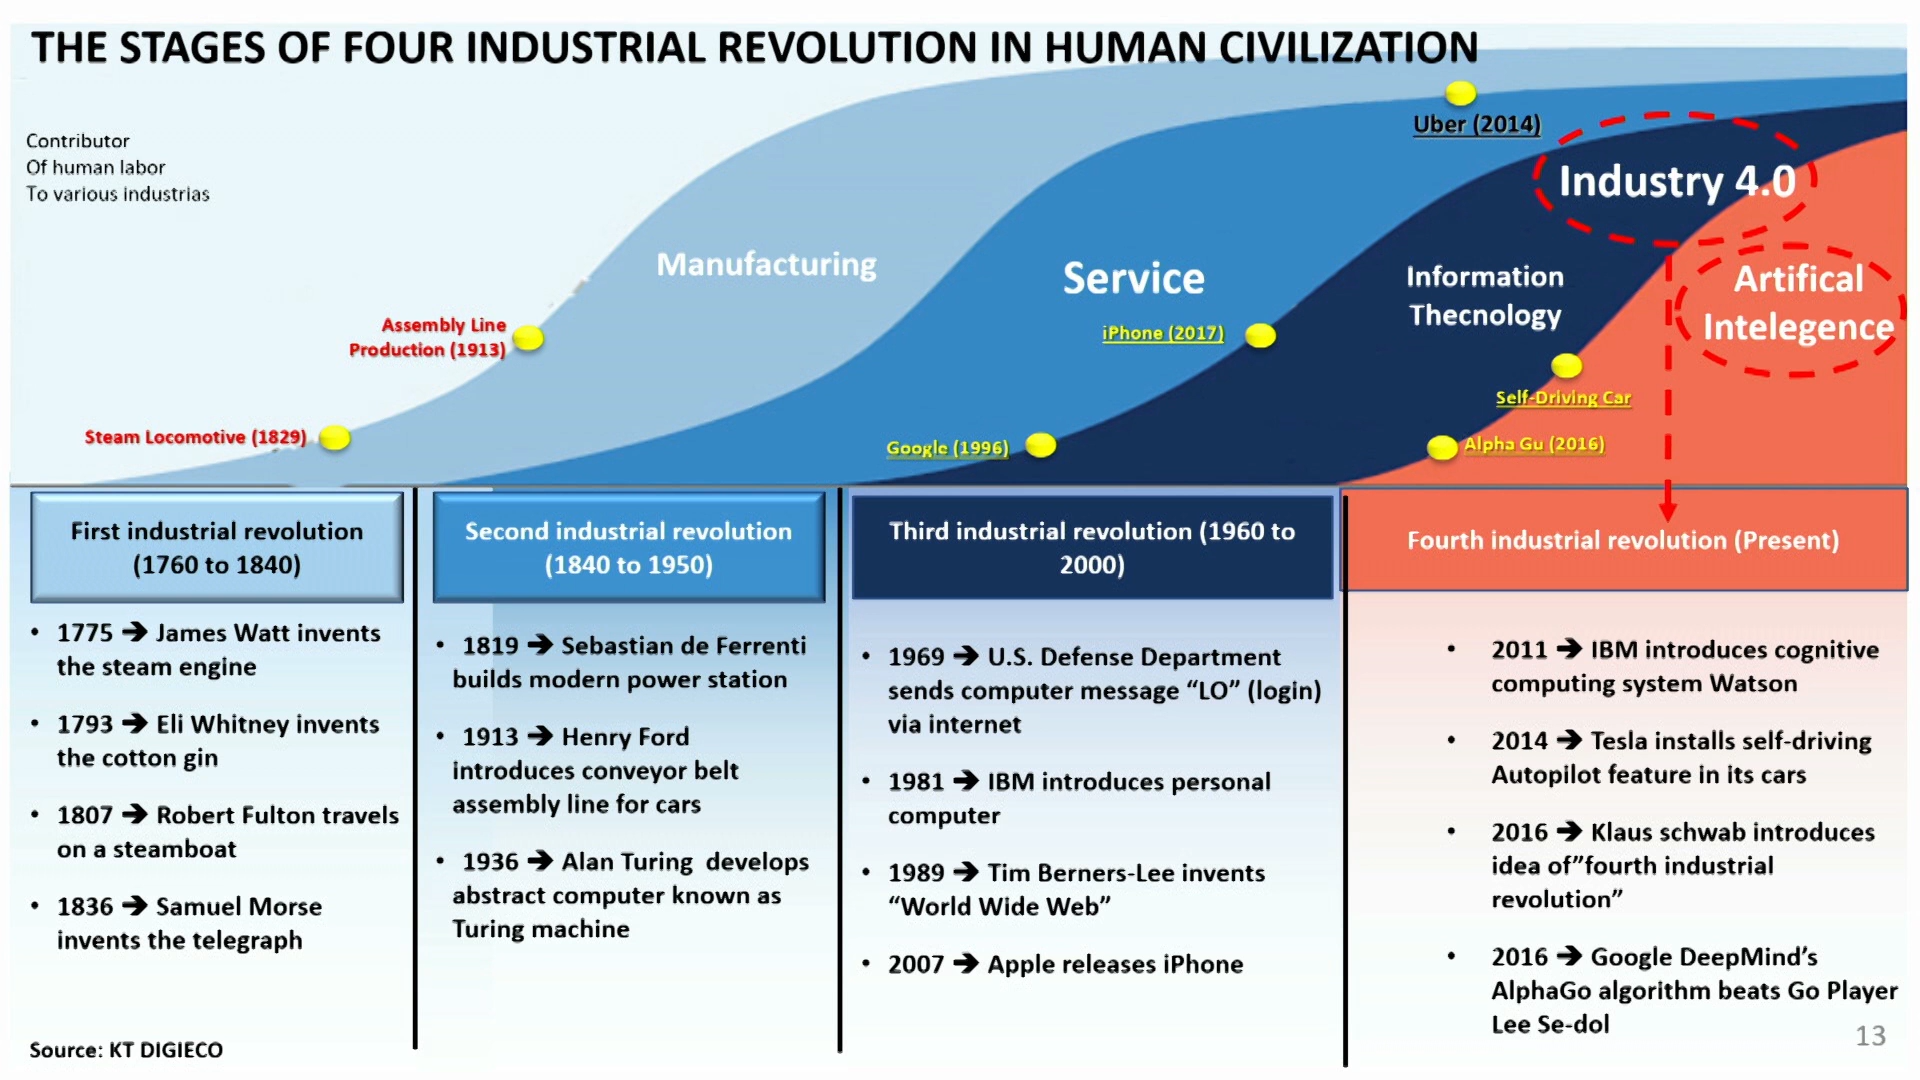 THE STAGES OF FOUR INDUSTRIAL REVOLUTION IN HUMAN CIVILIZATION
Contributor
Of human labor
To various industrias
Uber (2014)
Industry 4.0
Manufacturing
Service
Information
Thecnology
Artifical
Intelegence
Assembly Line
Production (1913)
iPhone (2017)
Self-Driving Car
Steam Locomotive (1829)
Google (1996)
Alpha Gu (2016)
First industrial revolution
(1760 to 1840)
• 1775 ➔ James Watt invents
the steam engine
• 1793 ➔ Eli Whitney invents
the cotton gin
• 1807 ➔ Robert Fulton travels
on a steamboat
• 1836 ➔ Samuel Morse
invents the telegraph
Second industrial revolution
(1840 to 1950)
• 1819 ➔ Sebastian de Ferrenti
builds modern power station
• 1913 ➔ Henry Ford
introduces conveyor belt
assembly line for cars
• 1936 ➔ Alan Turing develops
abstract computer known as
Turing machine
Third industrial revolution (1960 to
2000)
• 1969 ➔ U.S. Defense Department
sends computer message “LO” (login)
via internet
• 1981 ➔ IBM introduces personal
computer
• 1989 ➔ Tim Berners-Lee invents
“World Wide Web”
• 2007 ➔ Apple releases iPhone
Fourth industrial revolution (Present)
• 2011 ➔ IBM introduces cognitive
computing system Watson
• 2014 ➔ Tesla installs self-driving
Autopilot feature in its cars
• 2016 ➔ Klaus schwab introduces
idea of”fourth industrial
revolution”
• 2016 ➔ Google DeepMind’s
AlphaGo algorithm beats Go Player
Lee Se-dol
Source: KT DIGIECO
13